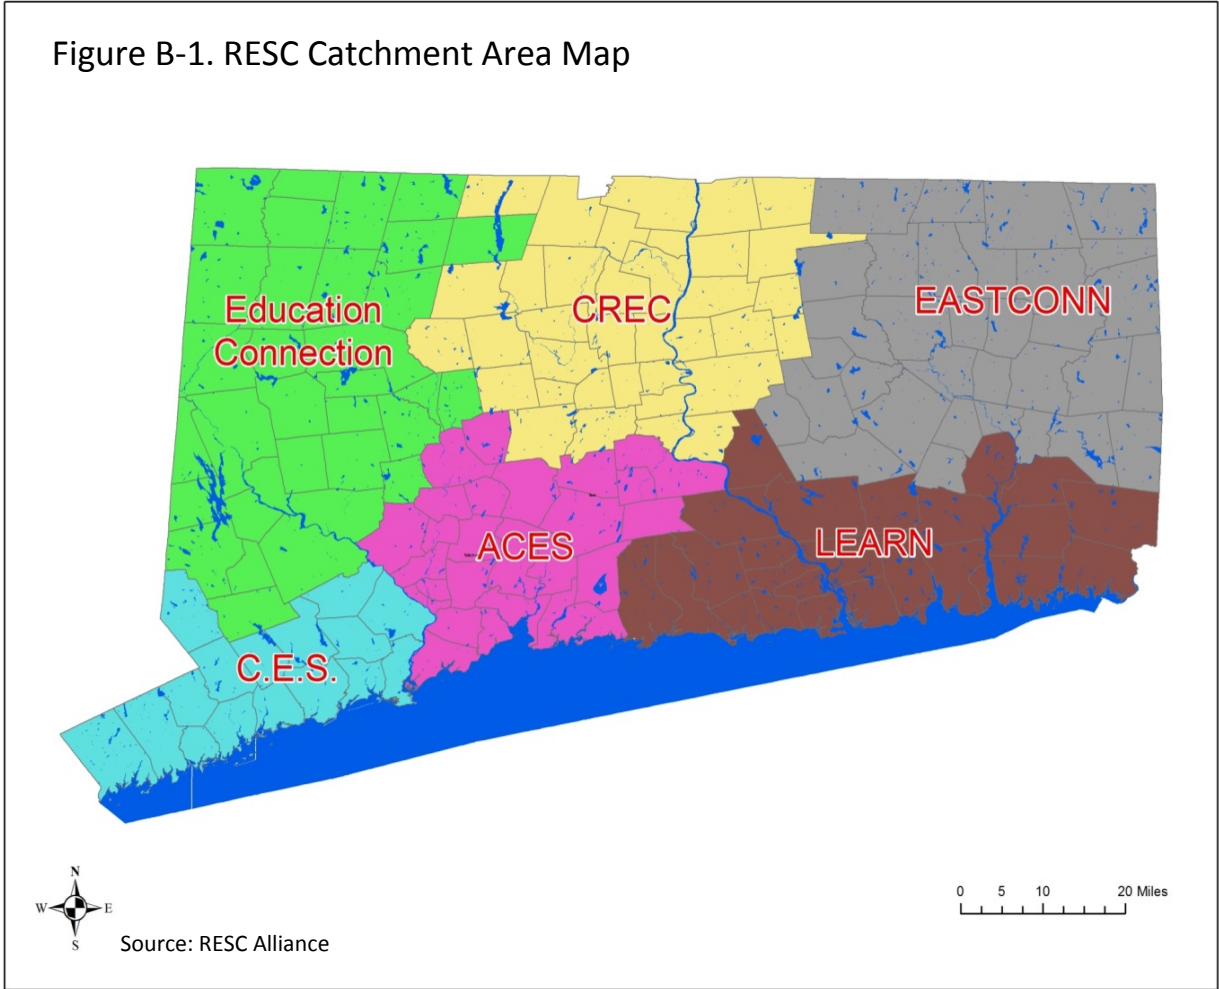 Figure B-1. RESC Catchment Area Map
Education
Connection
CREC
EASTCONN
ACES
LEARN
C.E.S.
N
W E
S
Source: RESC Alliance
0 5 10 20 Miles